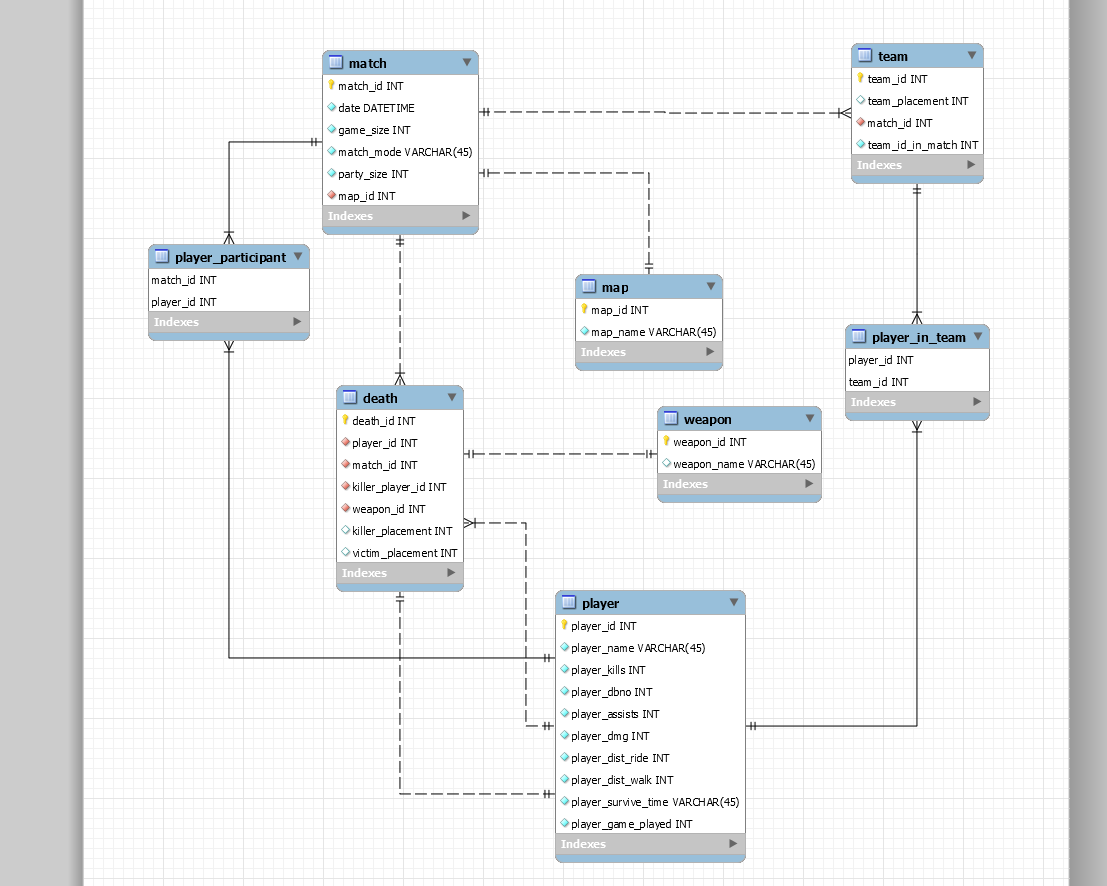 match
match_id INT
date DATETIME
game_size INT
match_mode VARCHAR(45)
party_size INT
map_id INT
Indexes
team
team_id INT
team_placement INT
match_id INT
team_id_in_match INT
Indexes
player_participant
match_id INT
player_id INT
Indexes
map
map_id INT
map_name VARCHAR(45)
Indexes
player_in_team
player_id INT
team_id INT
Indexes
death
death_id INT
player_id INT
match_id INT
killer_player_id INT
weapon_id INT
killer_placement INT
victim_placement INT
Indexes
weapon
weapon_id INT
weapon_name VARCHAR(45)
Indexes
player
player_id INT
player_name VARCHAR(45)
player_kills INT
player_dbno INT
player_assists INT
player_dmg INT
player_dist_ride INT
player_dist_walk INT
player_survive_time VARCHAR(45)
player_game_played INT
Indexes